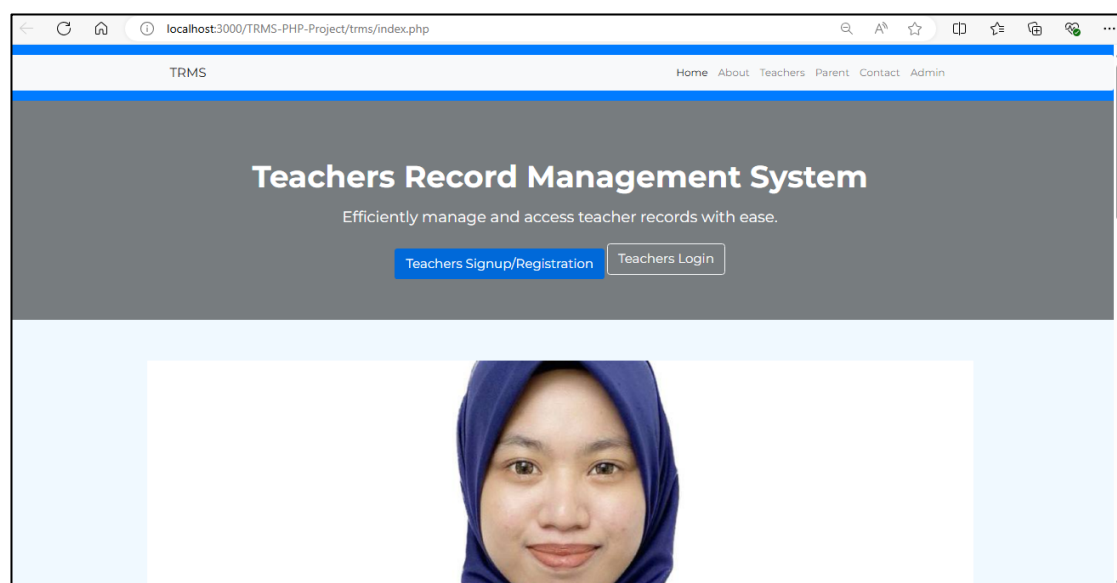 localhost:3000/TRMS-PHP-Project/trms/index.php
TRMS Home About Teachers Parent Contact Admin
Teachers Record Management System
Efficiently manage and access teacher records with ease.
Teachers Signup/Registration Teachers Login